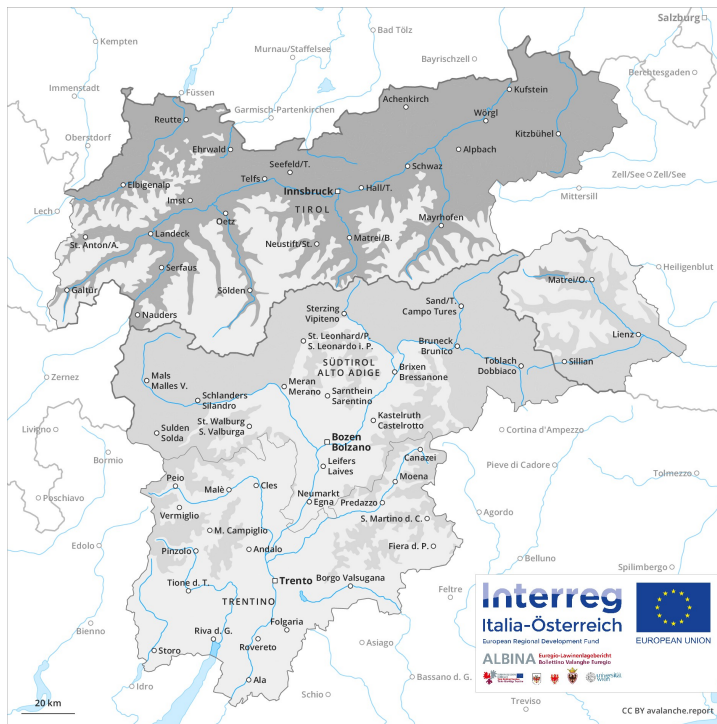 Salzburg
Kempten
Bad Tölz
Murnau/Staffelsee
Bayrischzell
Berchtesgaden
Immenstadt
Füssen
Garmisch-Partenkirchen
Achenkirch
Kufstein
Reutte
Wörgl
Oberstdorf
Ehrwald
Kitzbühel
Alpbach
Seefeld/T.
Schwaz
Telfs
Zell/See
Zell/See
Elbigenalp
Innsbruck
Hall/T.
Mittersill
Imst
TIROL
Lech
Oetz
Mayrhofen
Landeck
St. Anton/A.
Neustift/St.
Matrei/B.
Serfaus
Heiligenblut
Galtür
Sölden
Matrei/O.
Nauders
Sterzing
Vipiteno
Sand/T.
Campo Tures
St. Leonhard/P.
S. Leonardo i. P.
Lienz
Bruneck
Brunico
SÜDTIROL
ALTO ADIGE
Toblach
Dobbiaco
Sillian
Mals
Malles V.
Brixen
Bressanone
Zernez
Meran
Merano
Sarnthein
Sarentino
Schlanders
Silandro
St. Walburg
S. Valburga
Kastelruth
Castelrotto
Livigno
Sulden
Solda
Cortina d'Ampezzo
Bozen
Bolzano
Bormio
Canazei
Leifers
Laives
Pieve di Cadore
Tolmezzo
Peio
Moena
Malè
Cles
Poschiavo
Neumarkt
Egna
Predazzo
Vermiglio
S. Martino d. C.
Agordo
M. Campiglio
Edolo
Pinzolo
Andalo
Fiera d. P.
Belluno
Spilimbergo
Tione d. T.
Trento
Borgo Valsugana
Feltre
TRENTINO
Folgaria
Bienno
Riva d. G.
Rovereto
Asiago
Storo
Ala
Idro
Schio
Bassano d. G.
Treviso
20 km
Interreg
Italia-Österreich
European Regional Development Fund
EUROPEAN UNION
ALBINA
Euregio-Lawinenlagebericht
Bollettino Valanghe Euregio
universität
wien
CC BY avalanche.report